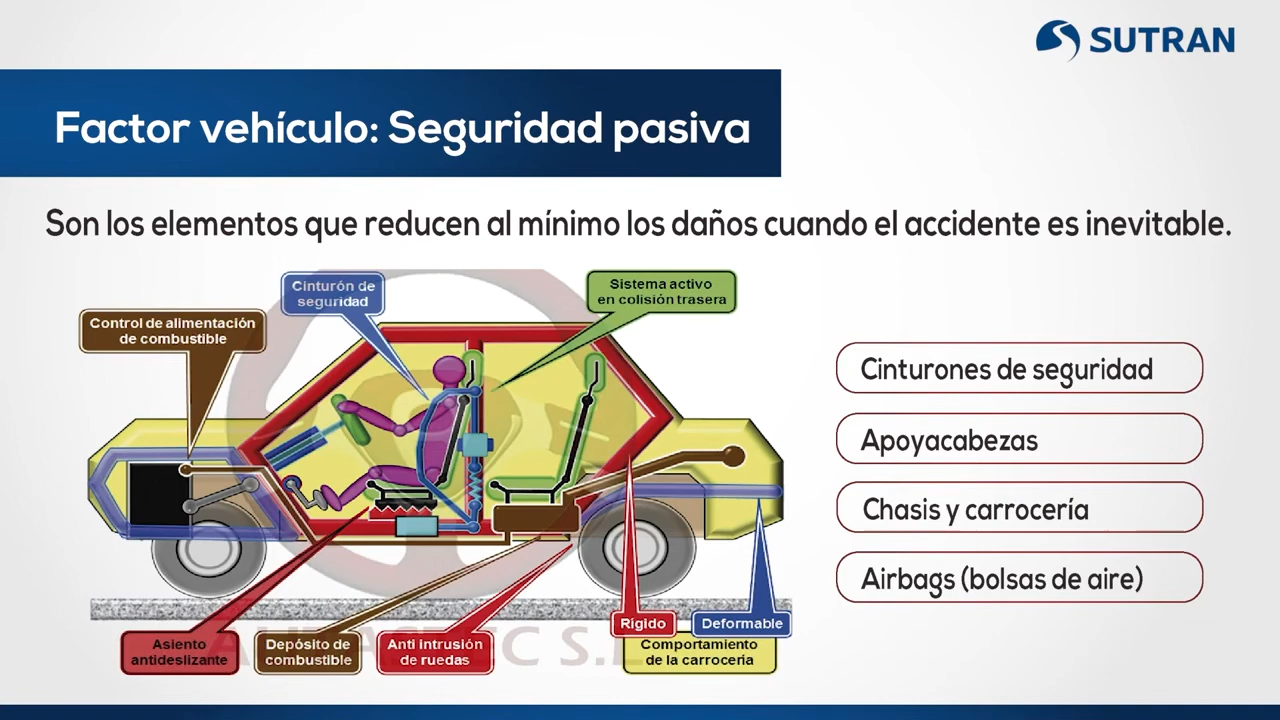 SUTRAN
Factor vehículo: Seguridad pasiva
Son los elementos que reducen al mínimo los daños cuando el accidente es inevitable.
Cinturón de
seguridad
Sistema activo
en colisión trasera
Control de alimentación
de combustible
Cinturones de seguridad
Apoyacabezas
Chasis y carrocería
Airbags (bolsas de aire)
Rígido
Deformable
Asiento
antideslizante
Depósito de
combustible
Anti intrusión
de ruedas
Comportamiento
de la carrocería